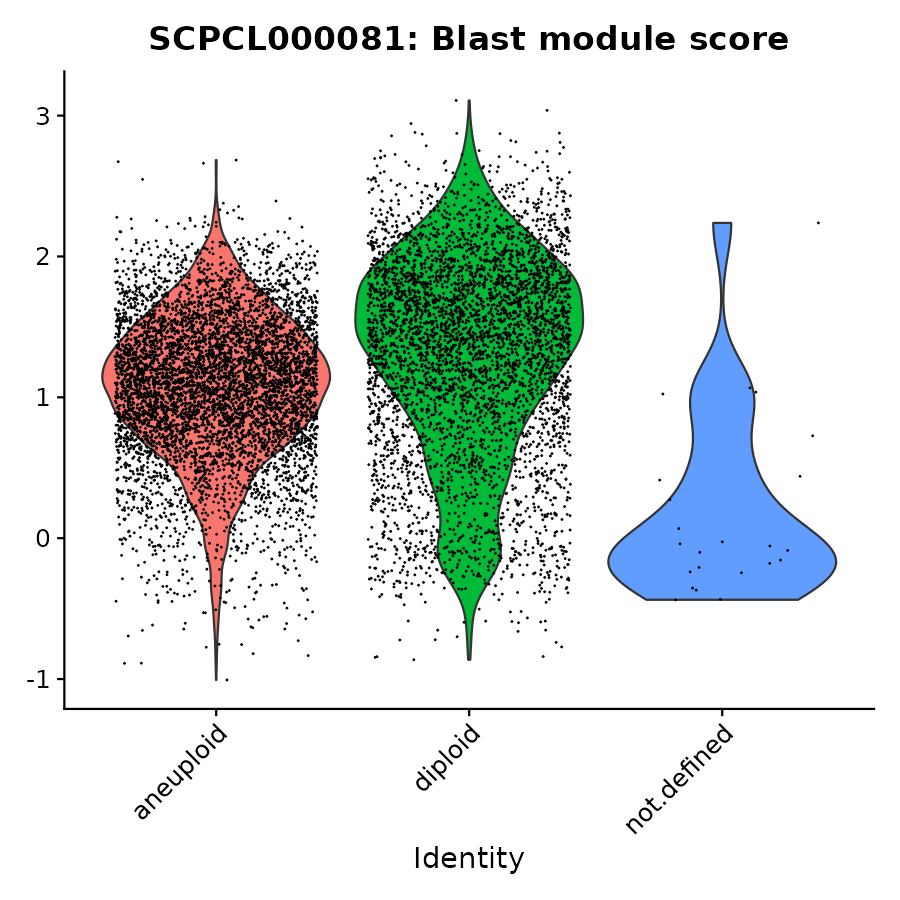 SCPCL000081: Blast module score
3
2
1
0
-1
aneuploid
diploid
not.defined
Identity